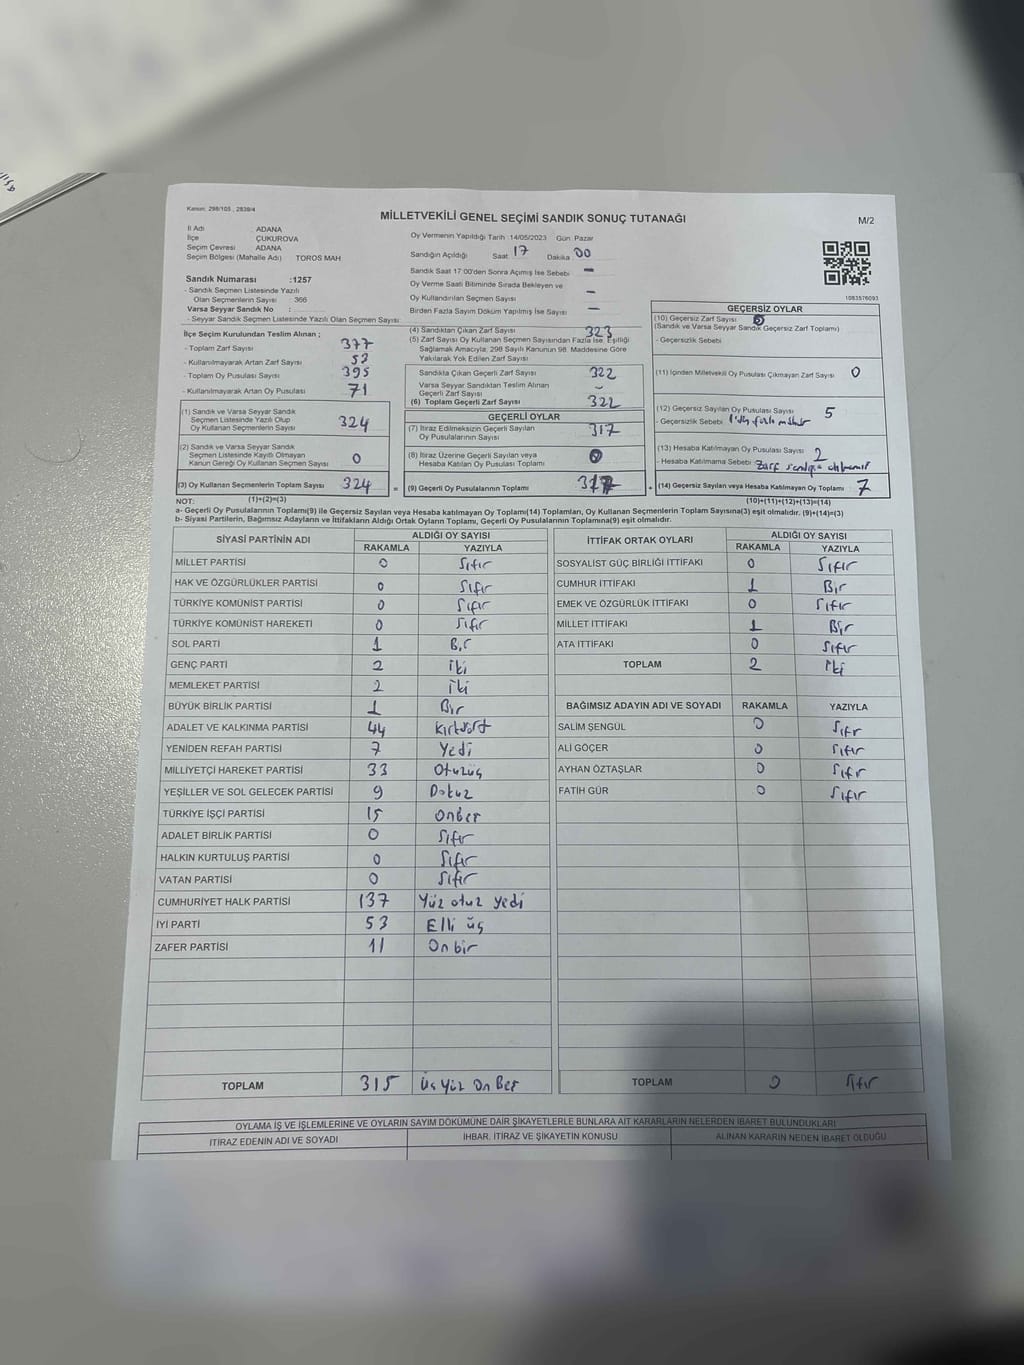 Kanun: 298/105 , 2839/4
MİLLETVEKİLİ GENEL SEÇİMİ SANDIK SONUÇ TUTANAĞI
M/2
İl Adı ADANA
İlçe ÇUKUROVA
Seçim Çevresi ADANA
Seçim Bölgesi (Mahalle Adı) TOROS MAH
Oy Vermenin Yapıldığı Tarih :14/05/2023 Gün: Pazar
Sandığın Açıldığı Saat 17 Dakika 00
Sandık Saat 17:00'den Sonra Açımış İse Sebebi –
Oy Verme Saati Bitiminde Sırada Bekleyen ve
Oy Kullandırılan Seçmen Sayısı –
Birden Fazla Sayım Döküm Yapılmış İse Sayısı –
1083576093
Sandık Numarası :1257
- Sandık Seçmen Listesinde Yazılı
Olan Seçmenlerin Sayısı 366
Varsa Seyyar Sandık No :
- Seyyar Sandık Seçmen Listesinde Yazılı Olan Seçmen Sayısı:
İlçe Seçim Kurulundan Teslim Alınan ;
- Toplam Zarf Sayısı 377
- Kullanılmayarak Artan Zarf Sayısı 53
- Toplam Oy Pusulası Sayısı 395
- Kullanılmayarak Artan Oy Pusulası 71
(1) Sandık ve Varsa Seyyar Sandık
Seçmen Listesinde Yazılı Olup
Oy Kullanan Seçmenlerin Sayısı 324
(2) Sandık ve Varsa Seyyar Sandık
Seçmen Listesinde Kayıtlı Olmayan
Kanun Gereği Oy Kullanan Seçmen Sayısı 0
(3) Oy Kullanan Seçmenlerin Toplam Sayısı 324 =
(4) Sandıktan Çıkan Zarf Sayısı 323
(5) Zarf Sayısı Oy Kullanan Seçmen Sayısından Fazla İse, Eşitliği
Sağlamak Amacıyla, 298 Sayılı Kanunun 98. Maddesine Göre
Yakılarak Yok Edilen Zarf Sayısı
Sandıkta Çıkan Geçerli Zarf Sayısı 322
Varsa Seyyar Sandıktan Teslim Alınan
Geçerli Zarf Sayısı –
(6) Toplam Geçerli Zarf Sayısı 322
GEÇERLİ OYLAR
(7) İtiraz Edilmeksizin Geçerli Sayılan
Oy Pusulalarının Sayısı 317
(8) İtiraz Üzerine Geçerli Sayılan veya
Hesaba Katılan Oy Pusulası Toplamı 0
(9) Geçerli Oy Pusulalarının Toplamı 317 +
GEÇERSİZ OYLAR
(10) Geçersiz Zarf Sayısı
(Sandık ve Varsa Seyyar Sandık Geçersiz Zarf Toplamı)
- Geçersizlik Sebebi
(11) İçinden Milletvekili Oy Pusulası Çıkmayan Zarf Sayısı 0
(12) Geçersiz Sayılan Oy Pusulası Sayısı 5
- Geçersizlik Sebebi
(13) Hesaba Katılmayan Oy Pusulası Sayısı 2
- Hesaba Katılmama Sebebi Zarf
(14) Geçersiz Sayılan veya Hesaba Katılmayan Oy Toplamı 7
NOT: (1)+(2)=(3) (10)+(11)+(12)+(13)=(14)
a- Geçerli Oy Pusulalarının Toplamı(9) ile Geçersiz Sayılan veya Hesaba katılmayan Oy Toplamı(14) Toplamları, Oy Kullanan Seçmenlerin Toplam Sayısına(3) eşit olmalıdır. (9)+(14)=(3)
b- Siyasi Partilerin, Bağımsız Adayların ve İttifakların Aldığı Ortak Oyların Toplamı, Geçerli Oy Pusulalarının Toplamına(9) eşit olmalıdır.
SİYASİ PARTİNİN ADI ALDIĞI OY SAYISI
RAKAMLA YAZIYLA
MİLLET PARTİSİ 0 Sıfır
HAK VE ÖZGÜRLÜKLER PARTİSİ 0 Sıfır
TÜRKİYE KOMÜNİST PARTİSİ 0 Sıfır
TÜRKİYE KOMÜNİST HAREKETİ 0 Sıfır
SOL PARTİ 1 Bir
GENÇ PARTİ 2 İki
MEMLEKET PARTİSİ 2 İki
BÜYÜK BİRLİK PARTİSİ 1 Bir
ADALET VE KALKINMA PARTİSİ 44 Kırkdört
YENİDEN REFAH PARTİSİ 7 Yedi
MİLLİYETÇİ HAREKET PARTİSİ 33 Otuzüç
YEŞİLLER VE SOL GELECEK PARTİSİ 9 Dokuz
TÜRKİYE İŞÇİ PARTİSİ 15 Onbeş
ADALET BİRLİK PARTİSİ 0 Sıfır
HALKIN KURTULUŞ PARTİSİ 0 Sıfır
VATAN PARTİSİ 0 Sıfır
CUMHURİYET HALK PARTİSİ 137 Yüz otuz yedi
İYİ PARTİ 53 Elli üç
ZAFER PARTİSİ 11 On bir
TOPLAM 315 Üç Yüz On Beş
İTTİFAK ORTAK OYLARI ALDIĞI OY SAYISI
RAKAMLA YAZIYLA
SOSYALİST GÜÇ BİRLİĞİ İTTİFAKI 0 Sıfır
CUMHUR İTTİFAKI 1 Bir
EMEK VE ÖZGÜRLÜK İTTİFAKI 0 Sıfır
MİLLET İTTİFAKI 1 Bir
ATA İTTİFAKI 0 Sıfır
TOPLAM 2 İki
BAĞIMSIZ ADAYIN ADI VE SOYADI RAKAMLA YAZIYLA
SALİM ŞENGÜL 0 Sıfır
ALİ GÖÇER 0 Sıfır
AYHAN ÖZTAŞLAR 0 Sıfır
FATİH GÜR 0 Sıfır
TOPLAM 0 Sıfır
OYLAMA İŞ VE İŞLEMLERİNE VE OYLARIN SAYIM DÖKÜMÜNE DAİR ŞİKAYETLERLE BUNLARA AİT KARARLARIN NELERDEN İBARET BULUNDUKLARI
İTİRAZ EDENİN ADI VE SOYADI İHBAR, İTİRAZ VE ŞİKAYETİN KONUSU ALINAN KARARIN NEDEN İBARET OLDUĞU